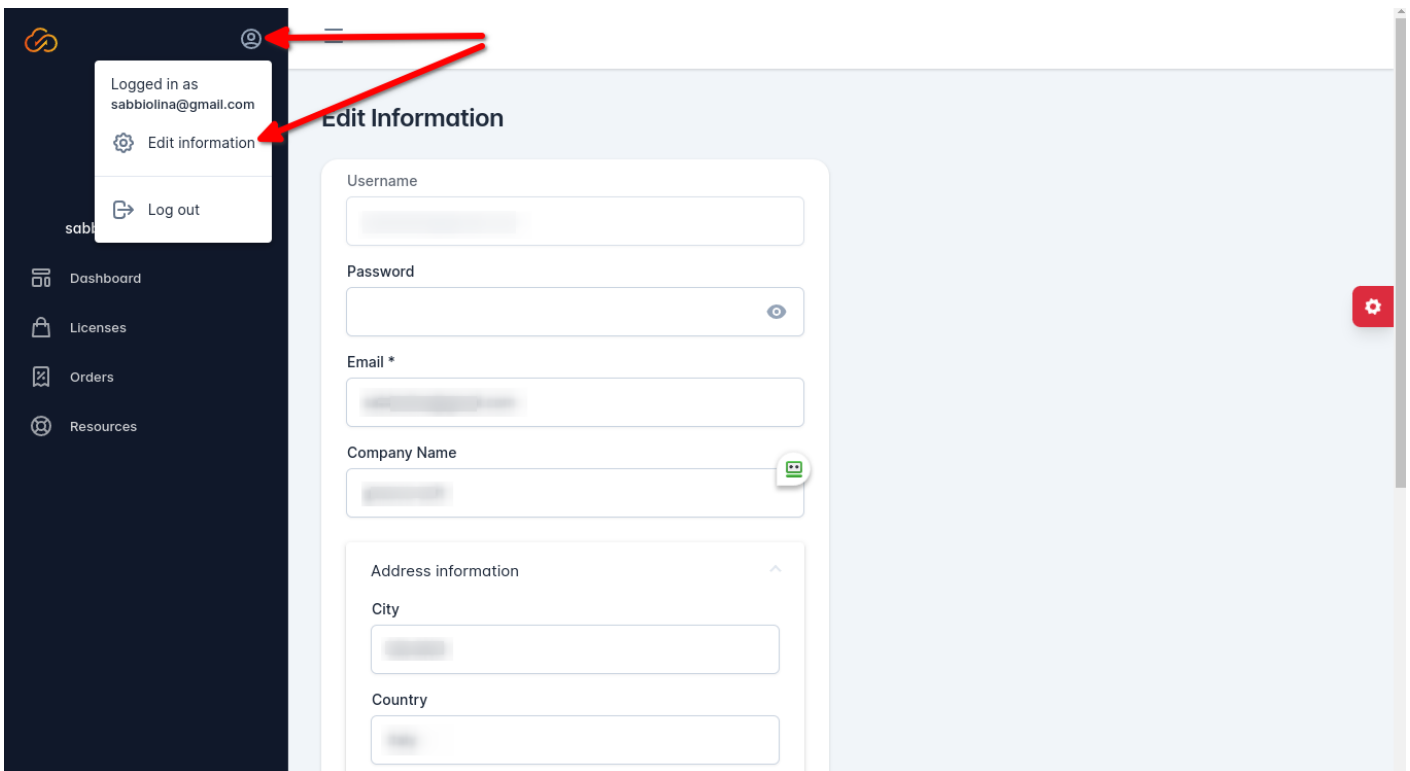 Logged in as
sabbiolina@gmail.com
Edit information
Log out
Dashboard
Licenses
Orders
Resources
Edit Information
Username
Password
Email *
Company Name
Address information
City
Country